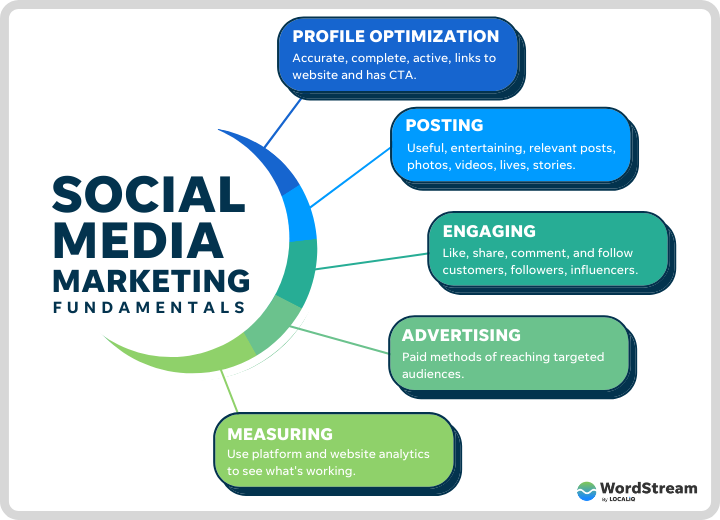 PROFILE OPTIMIZATION
Accurate, complete, active, links to
website and has CTA.
POSTING
Useful, entertaining, relevant posts,
photos, videos, lives, stories.
SOCIAL
MEDIA
MARKETING
FUNDAMENTALS
ENGAGING
Like, share, comment, and follow
customers, followers, influencers.
ADVERTISING
Paid methods of reaching targeted
audiences.
MEASURING
Use platform and website analytics
to see what's working.
WordStream
By LOCALiQ